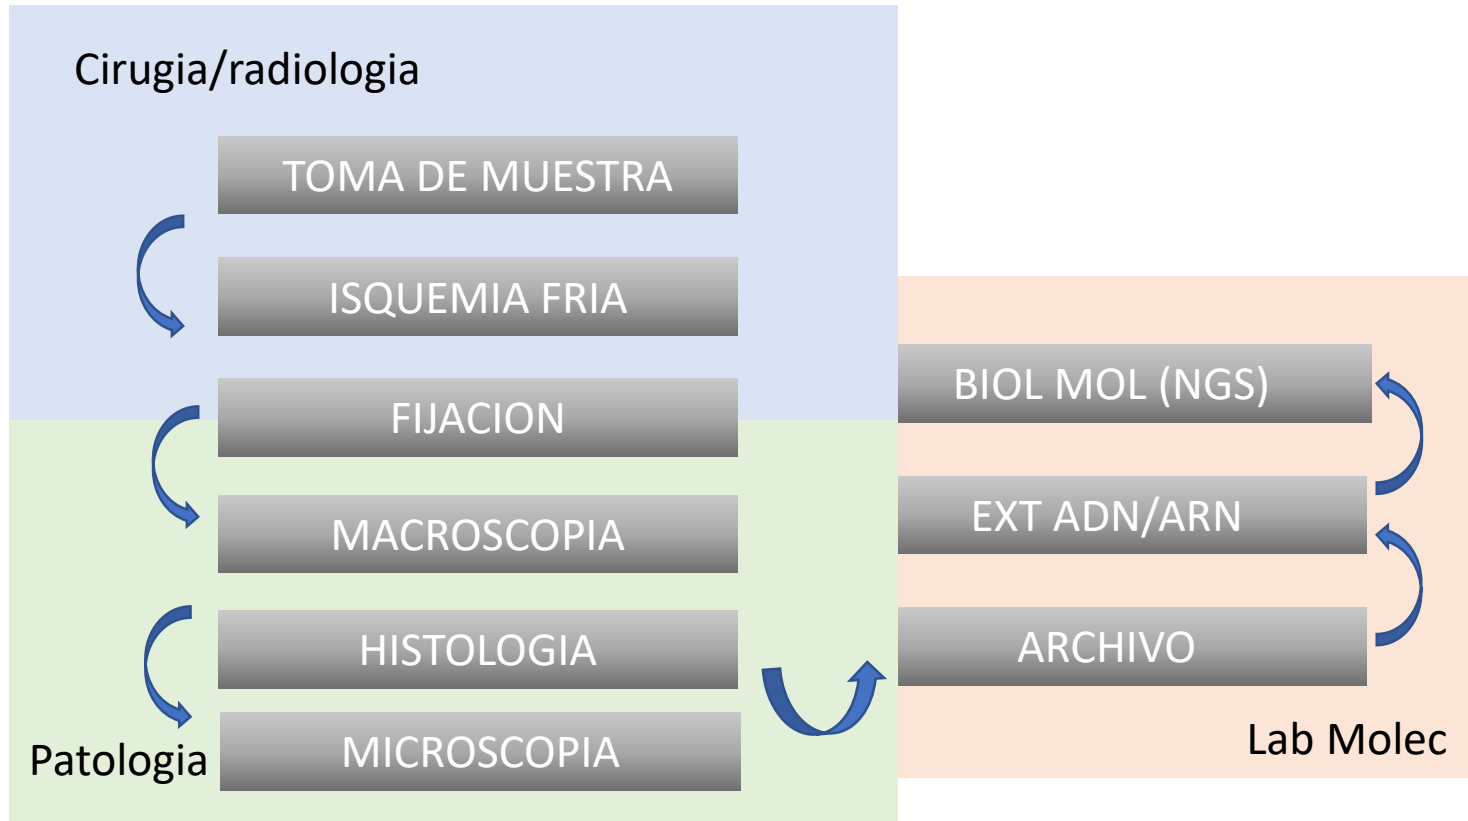 Cirugia/radiologia
TOMA DE MUESTRA
ISQUEMIA FRIA
FIJACION
MACROSCOPIA
HISTOLOGIA
MICROSCOPIA
Patologia
BIOL MOL (NGS)
EXT ADN/ARN
ARCHIVO
Lab Molec